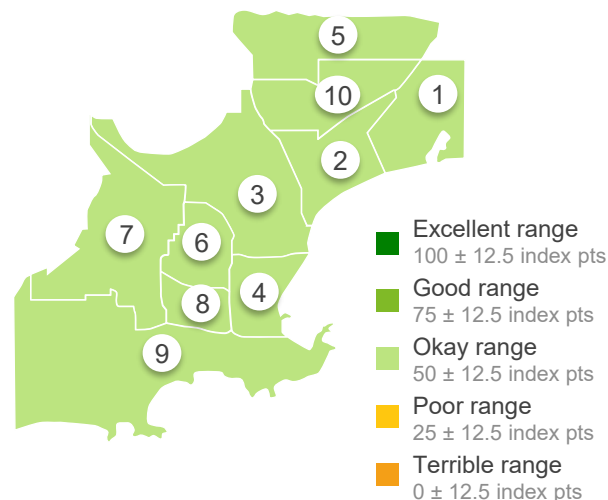 5
1
10
2
3
7
6
4
8
9
Excellent range
100 ± 12.5 index pts
Good range
75 ± 12.5 index pts
Okay range
50 ± 12.5 index pts
Poor range
25 ± 12.5 index pts
Terrible range
0 ± 12.5 index pts